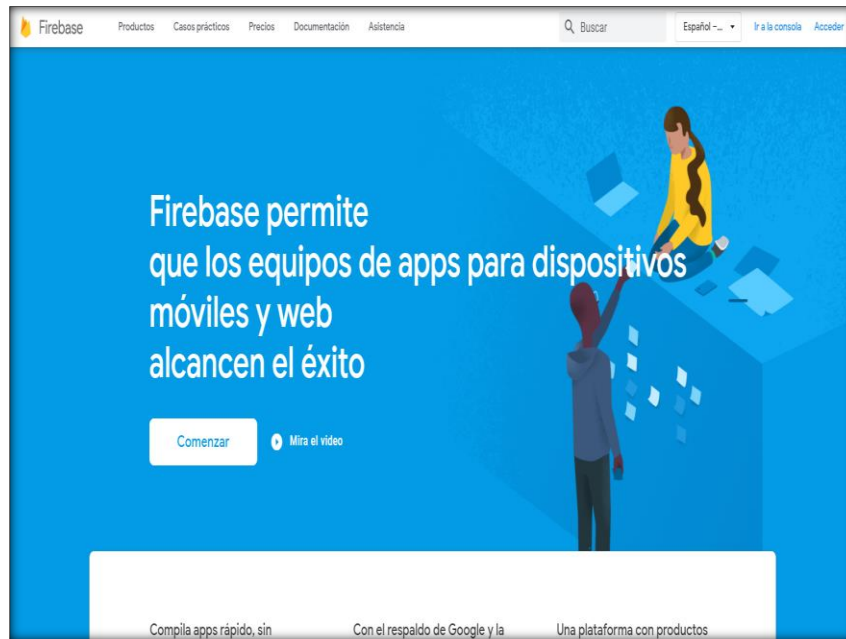 Firebase Productos Casos prácticos Precios Documentación Asistencia Buscar Español –... Ir a la consola Acceder
Firebase permite
que los equipos de apps para dispositivos
móviles y web
alcancen el éxito
Comenzar Mira el video
Compila apps rápido, sin Con el respaldo de Google y la Una plataforma con productos